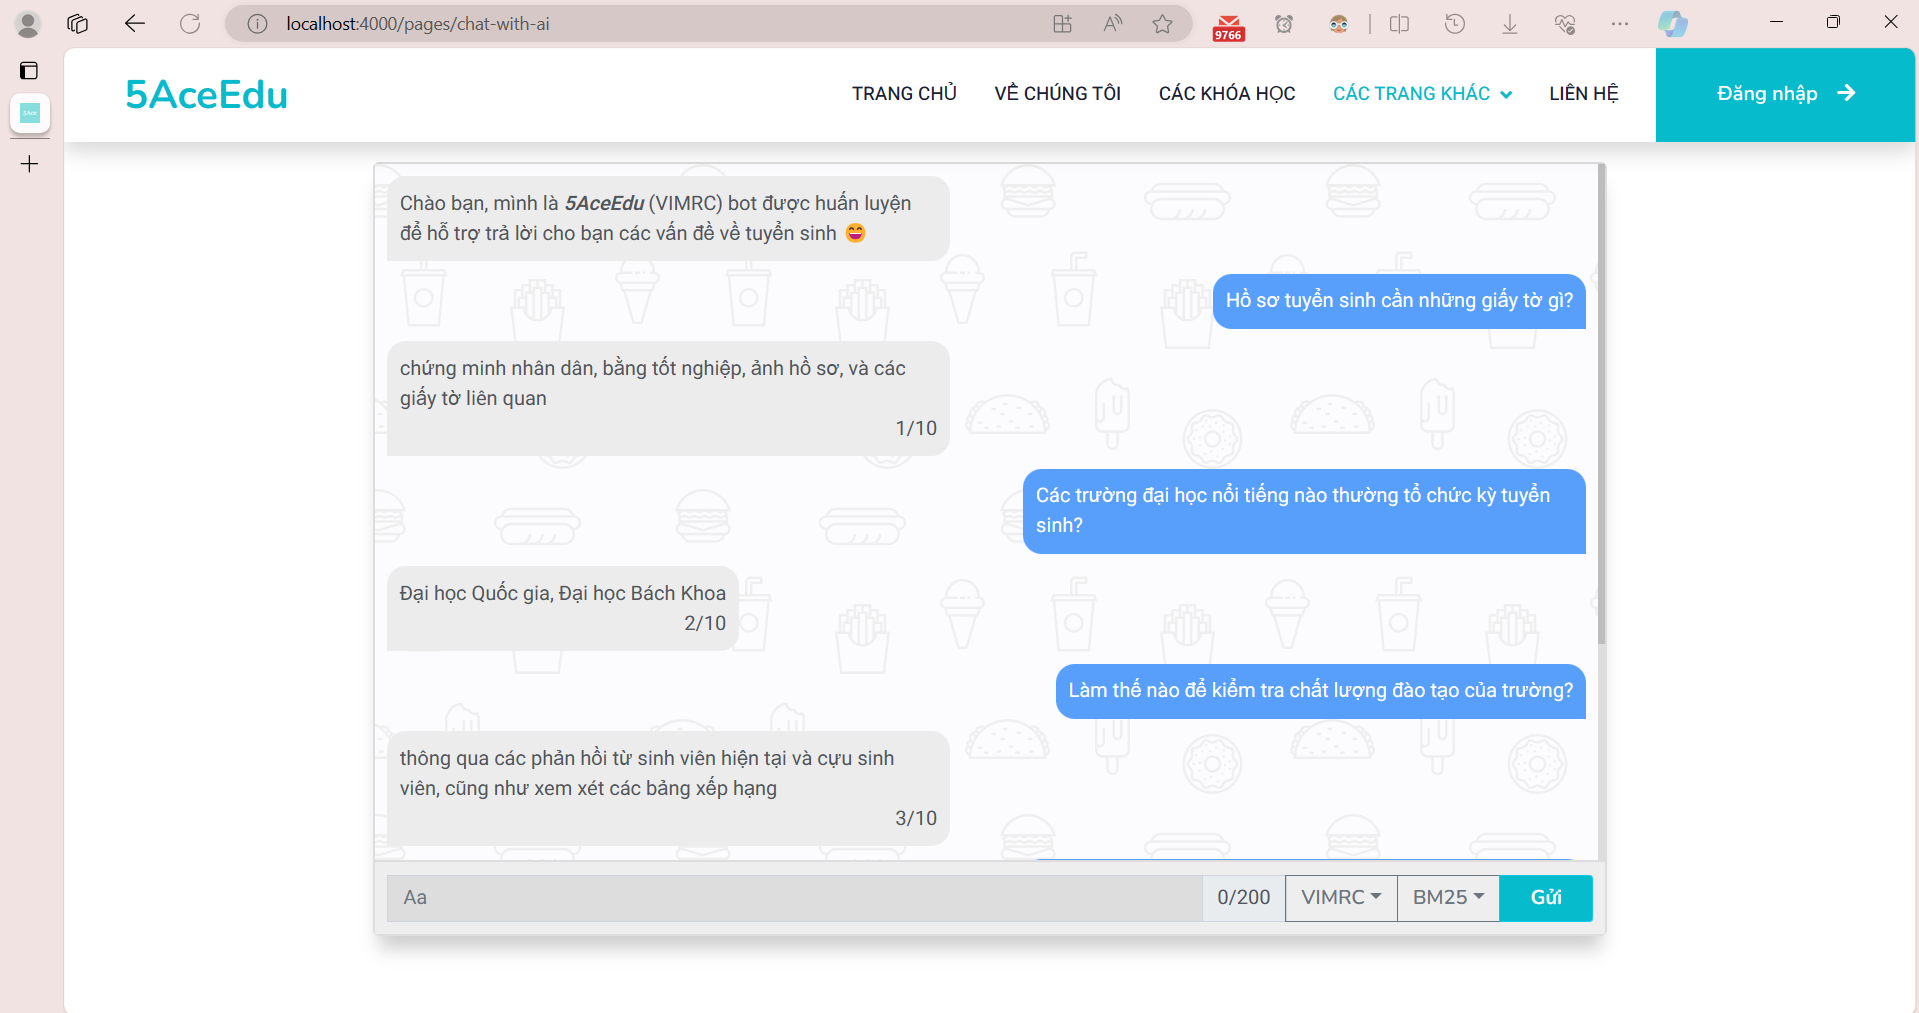 localhost:4000/pages/chat-with-ai
9766
5AceEdu
TRANG CHỦ
VỀ CHÚNG TÔI
CÁC KHÓA HỌC
CÁC TRANG KHÁC
LIÊN HỆ
Đăng nhập
Chào bạn, mình là 5AceEdu (VIMRC) bot được huấn luyện
để hỗ trợ trả lời cho bạn các vấn đề về tuyển sinh 😄
Hồ sơ tuyển sinh cần những giấy tờ gì?
chứng minh nhân dân, bằng tốt nghiệp, ảnh hồ sơ, và các
giấy tờ liên quan
1/10
Các trường đại học nổi tiếng nào thường tổ chức kỳ tuyển
sinh?
Đại học Quốc gia, Đại học Bách Khoa
2/10
Làm thế nào để kiểm tra chất lượng đào tạo của trường?
thông qua các phản hồi từ sinh viên hiện tại và cựu sinh
viên, cũng như xem xét các bảng xếp hạng
3/10
Aa
0/200
VIMRC
BM25
Gửi